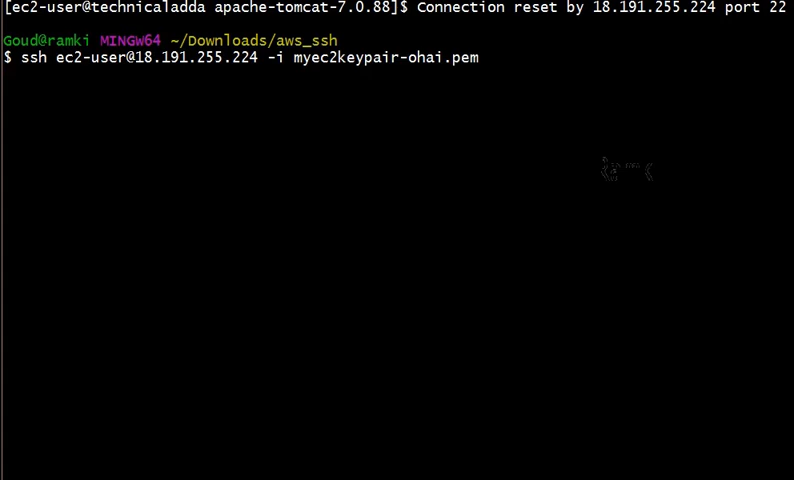 [ec2-user@technicaladda apache-tomcat-7.0.88]$ Connection reset by 18.191.255.224 port 22
Goud@ramki MINGW64 ~/Downloads/aws_ssh
$ ssh ec2-user@18.191.255.224 -i myec2keypair-ohai.pem